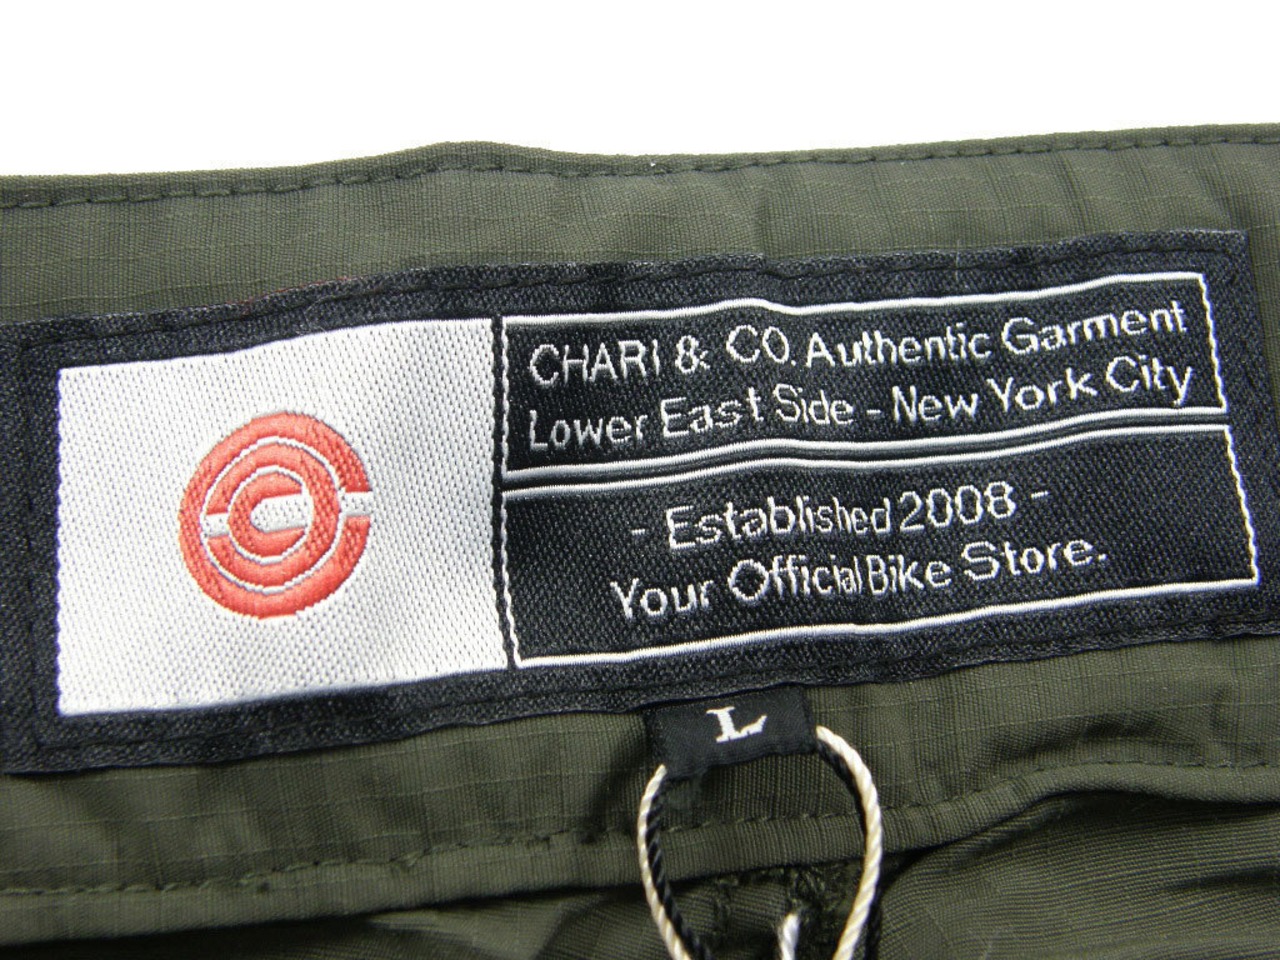 CHARI & CO. Authentic Garment
Lower East Side - New York City
- Established 2008 -
Your Official Bike Store.
L